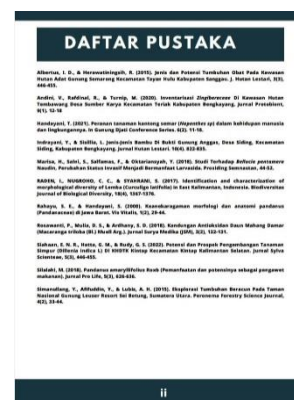 DAFTAR PUSTAKA
Albertus, I. D., & Herawatiningsih, R. (2015). Jenis dan Potensi Tumbuhan Obat Pada Kawasan
Hutan Adat Gunung Semarong Kecamatan Tayan Hulu Kabupaten Sanggau. J. Hutan Lestari, 3(3),
446-455.
Andini, V., Rafdinal, R., & Turnip, M. (2020). Inventarisasi Zingiberaceae Di Kawasan Hutan
Tembawang Desa Sumber Karya Kecamatan Teriak Kabupaten Bengkayang. Jurnal Protobiont,
9(1), 12-18
Handayani, T. (2021). Peranan tanaman kantong semar (Nepenthes sp) dalam kehidupan manusia
dan lingkungannya. In Gunung Djati Conference Series. 6(2). 11-18.
Indrayani, Y., & Sisillia, L. Jenis-Jenis Bambu Di Bukit Gunung Anggas, Desa Siding, Kecamatan
Siding, Kabupaten Bengkayang. Jurnal Hutan Lestari. 10(4), 822-835.
Marisa, H., Salni, S., Salfamas, F., & Oktariansyah, T. (2018). Studi Terhadap Bellucia pentamera
Naudin, Perubahan Status Invasif Menjadi Bermanfaat Larvasida. Prosiding Semnastan, 44-53.
RADEN, I., NUGROHO, C. C., & SYAHRANI, S. (2017). Identification and characterization of
morphological diversity of Lemba (Curculigo latifolia) in East Kalimantan, Indonesia. Biodiversitas
Journal of Biological Diversity, 18(4), 1367-1376.
Rahayu, S. E., & Handayani, S. (2008). Keanekaragaman morfologi dan anatomi pandanus
(Pandanaceae) di Jawa Barat. Vis Vitalis, 1(2), 29-44.
Rosawanti, P., Mulia, D. S., & Ardhany, S. D. (2018). Kandungan Antioksidan Daun Mahang Damar
(Macaranga triloba (Bl.) Muell Arg.). Jurnal Surya Medika (JSM), 3(2), 122-131.
Siahaan, C. N. R., Hatta, G. M., & Rudy, G. S. (2022). Potensi dan Prospek Pengembangan Tanaman
Simpur (Dillenia Indica L) Di KHDTK Kintap Kecamatan Kintap Kalimantan Selatan. Jurnal Sylva
Scienteae, 5(3), 446-455.
Silalahi, M. (2018). Pandanus amaryllifolius Roxb (Pemanfaatan dan potensinya sebagai pengawet
makanan). Jurnal Pro Life, 5(3), 626-636.
Simanullang, Y., Afifuddin, Y., & Lubis, A. H. (2015). Eksplorasi Tumbuhan Beracun Pada Taman
Nasional Gunung Leuser Resort Sei Betung, Sumatera Utara. Peronema Forestry Science Journal,
4(2), 33-44.
ii